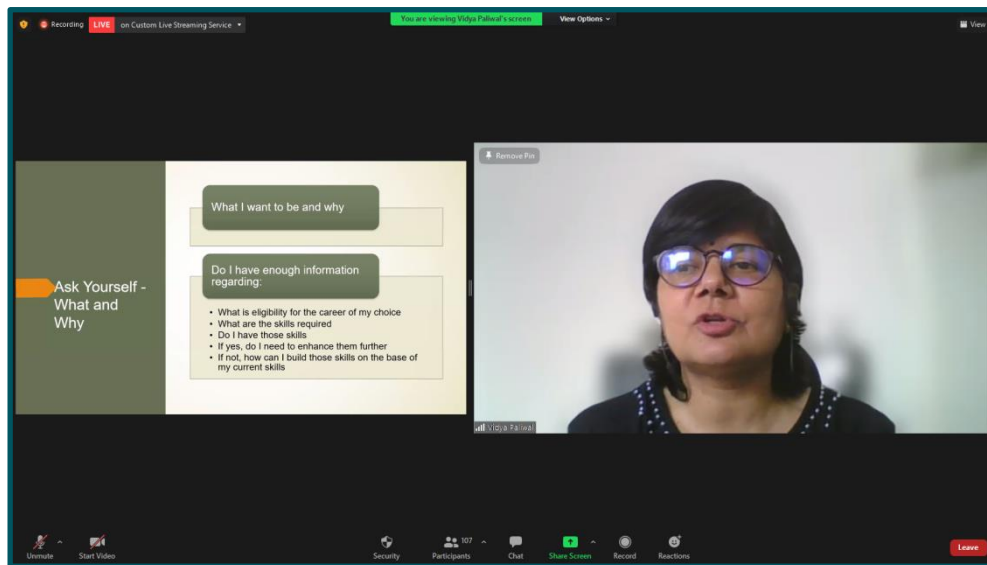 Recording LIVE on Custom Live Streaming Service
You are viewing Vidya Paliwal's screen View Options
View
Remove Pin
Ask Yourself -
What and
Why
What I want to be and why
Do I have enough information
regarding:
• What is eligibility for the career of my choice
• What are the skills required
• Do I have those skills
• If yes, do I need to enhance them further
• If not, how can I build those skills on the base of
my current skills
Vidya Paliwal
Unmute Start Video Security Participants 107 Chat Share Screen Record Reactions Leave